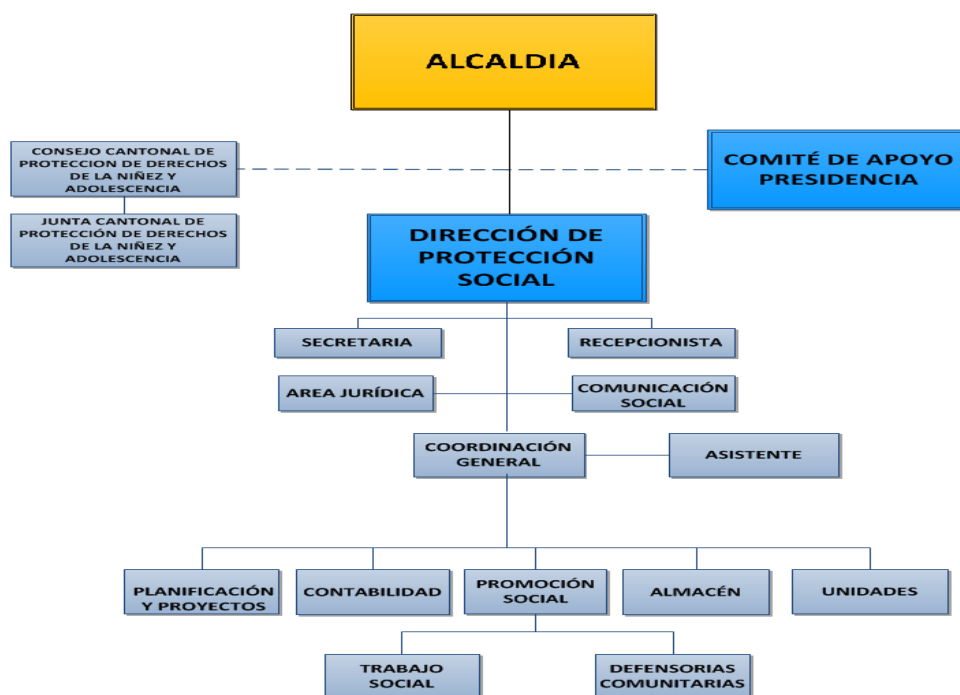 ALCALDIA
CONSEJO CANTONAL DE
PROTECCION DE DERECHOS
DE LA NIÑEZ Y
ADOLESCENCIA
COMITÉ DE APOYO
PRESIDENCIA
JUNTA CANTONAL DE
PROTECCIÓN DE DERECHOS
DE LA NIÑEZ Y
ADOLESCENCIA
DIRECCIÓN DE
PROTECCIÓN
SOCIAL
SECRETARIA
RECEPCIONISTA
AREA JURÍDICA
COMUNICACIÓN
SOCIAL
COORDINACIÓN
GENERAL
ASISTENTE
PLANIFICACIÓN
Y PROYECTOS
CONTABILIDAD
PROMOCIÓN
SOCIAL
ALMACÉN
UNIDADES
TRABAJO
SOCIAL
DEFENSORIAS
COMUNITARIAS